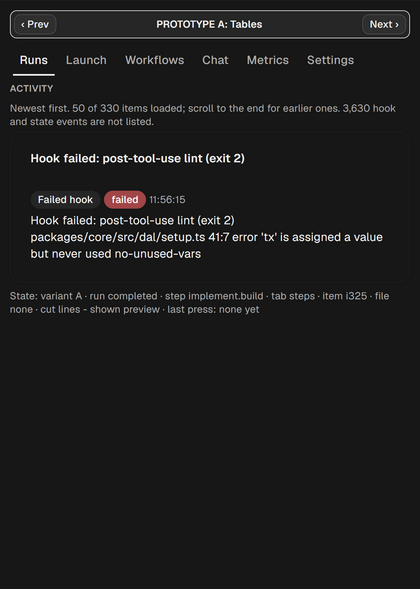 ‹ Prev
PROTOTYPE A: Tables
Next ›
Runs
Launch
Workflows
Chat
Metrics
Settings
ACTIVITY
Newest first. 50 of 330 items loaded; scroll to the end for earlier ones. 3,630 hook
and state events are not listed.
Hook failed: post-tool-use lint (exit 2)
Failed hook
failed
11:56:15
Hook failed: post-tool-use lint (exit 2)
packages/core/src/dal/setup.ts 41:7 error 'tx' is assigned a value
but never used no-unused-vars
State: variant A · run completed · step implement.build · tab steps · item i325 · file
none · cut lines - shown preview · last press: none yet